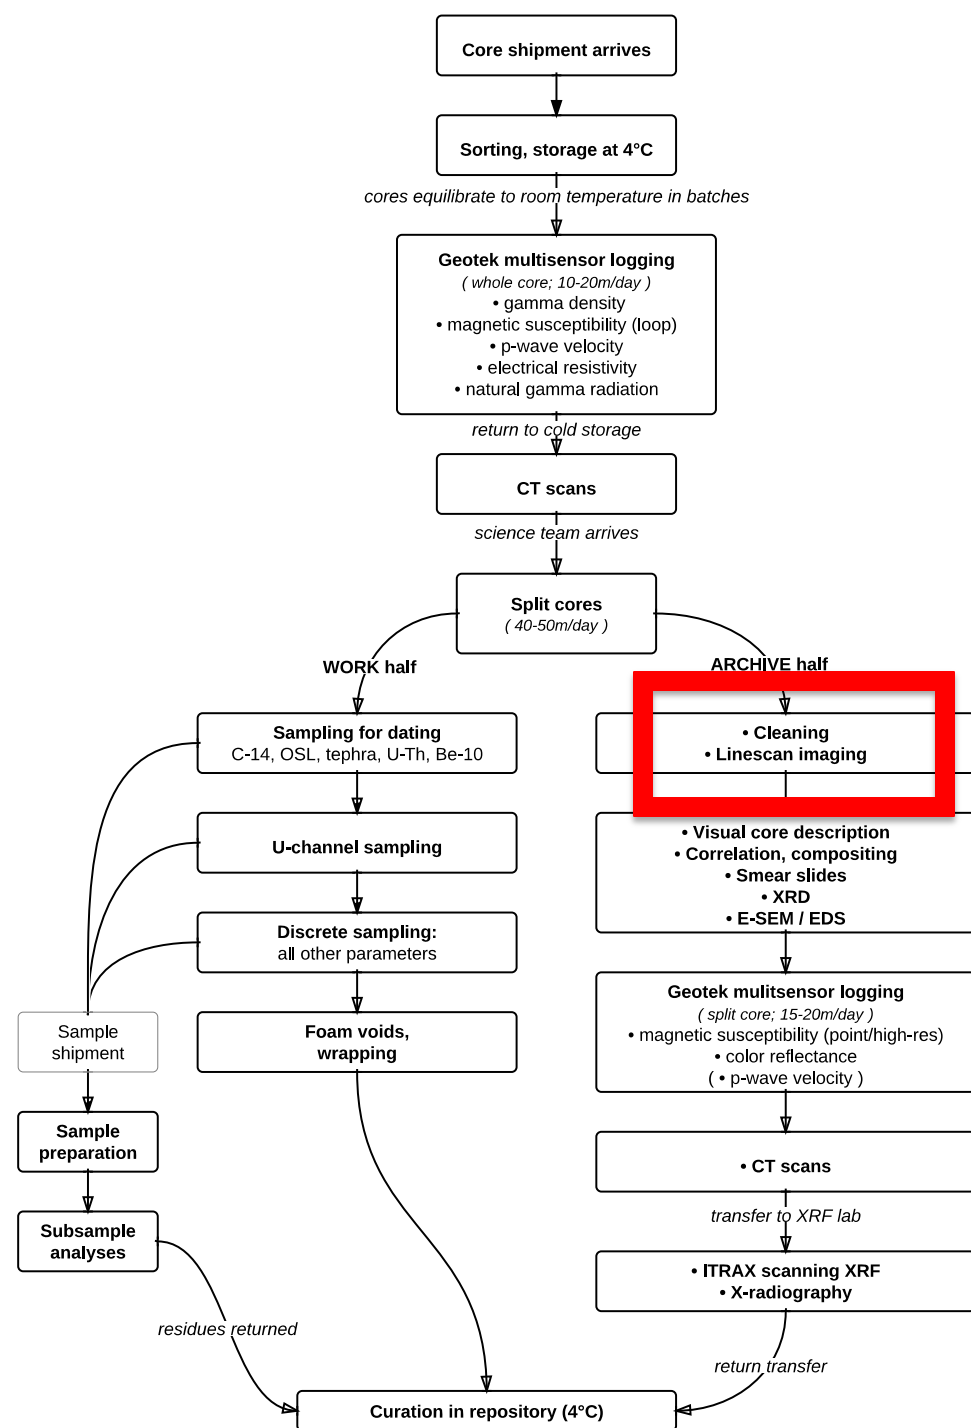 Core shipment arrives
Sorting, storage at 4°C
cores equilibrate to room temperature in batches
Geotek multisensor logging
( whole core; 10-20m/day )
• gamma density
• magnetic susceptibility (loop)
• p-wave velocity
• electrical resistivity
• natural gamma radiation
return to cold storage
CT scans
science team arrives
Split cores
( 40-50m/day )
WORK half
ARCHIVE half
Sampling for dating
C-14, OSL, tephra, U-Th, Be-10
• Cleaning
• Linescan imaging
U-channel sampling
• Visual core description
• Correlation, compositing
• Smear slides
• XRD
• E-SEM / EDS
Discrete sampling:
all other parameters
Geotek mulitsensor logging
( split core; 15-20m/day )
• magnetic susceptibility (point/high-res)
• color reflectance
( • p-wave velocity )
Sample
shipment
Foam voids,
wrapping
Sample
preparation
• CT scans
transfer to XRF lab
Subsample
analyses
• ITRAX scanning XRF
• X-radiography
residues returned
return transfer
Curation in repository (4°C)